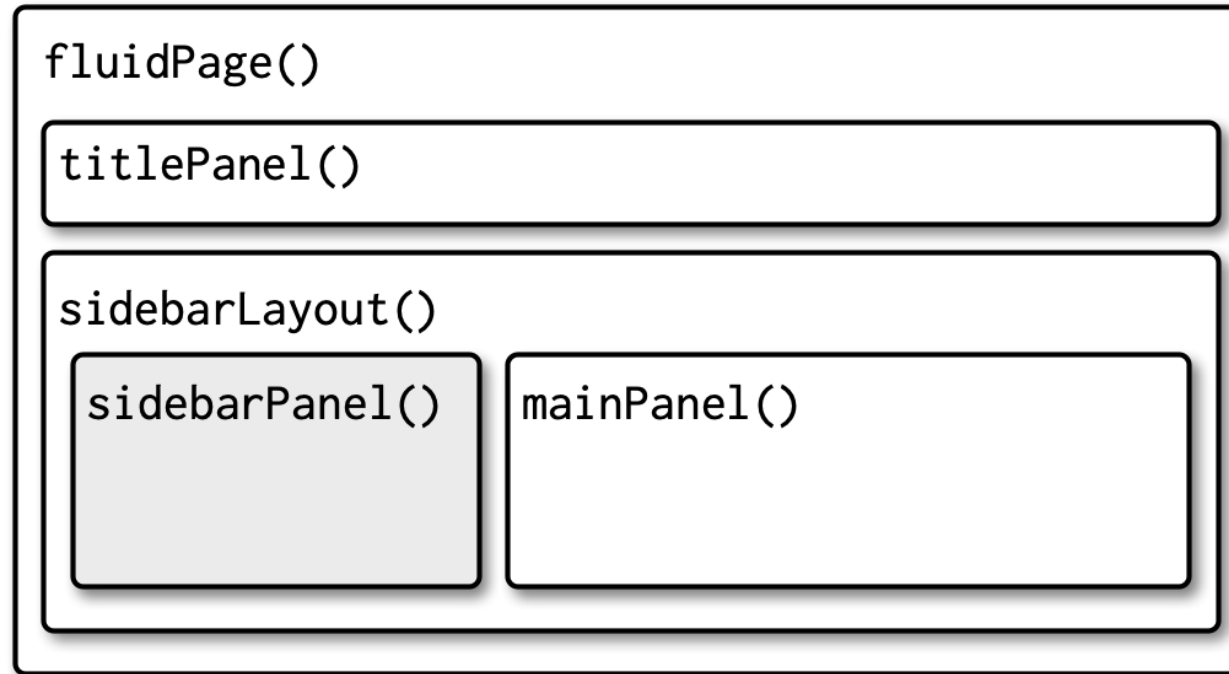 fluidPage()
titlePanel()
sidebarLayout()
sidebarPanel()
mainPanel()